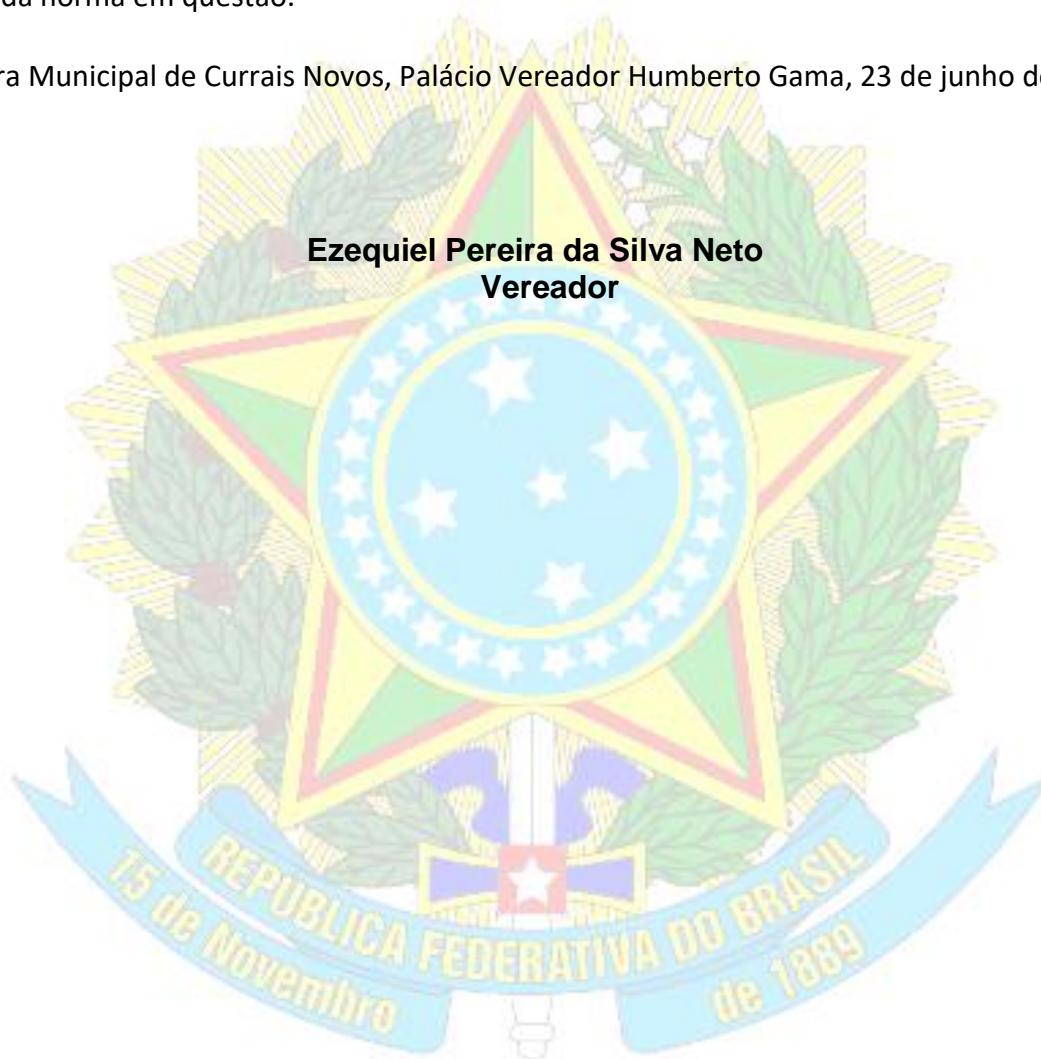 da norma em questão.
ra Municipal de Currais Novos, Palácio Vereador Humberto Gama, 23 de junho d
Ezequiel Pereira da Silva Neto
Vereador
REPUBLICA FEDERATIVA DO BRASIL
15 de Novembro de 1889